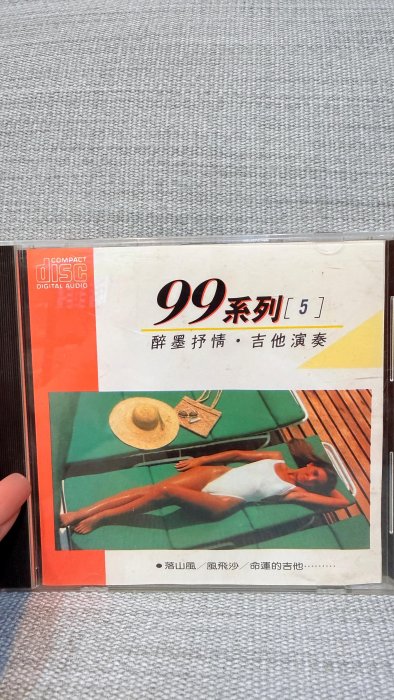 COMPACT
disc
DIGITAL AUDIO
99系列[5]
醉墨抒情·吉他演奏
●落山風／風飛沙／命運的吉他………